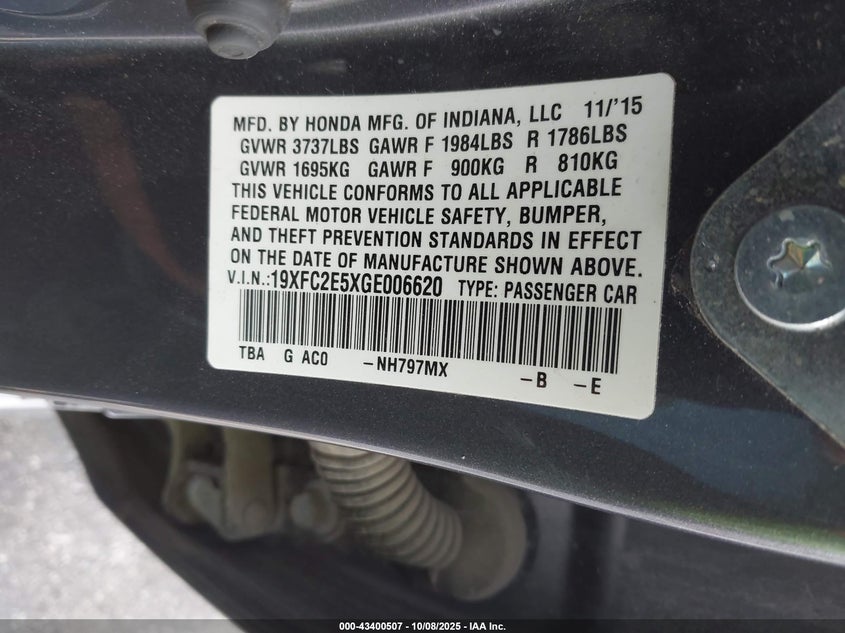 MFD. BY HONDA MFG. OF INDIANA, LLC 11/'15
GVWR 3737LBS GAWR F 1984LBS R 1786LBS
GVWR 1695KG GAWR F 900KG R 810KG
THIS VEHICLE CONFORMS TO ALL APPLICABLE
FEDERAL MOTOR VEHICLE SAFETY, BUMPER,
AND THEFT PREVENTION STANDARDS IN EFFECT
ON THE DATE OF MANUFACTURE SHOWN ABOVE.
V.I.N.:19XFC2E5XGE006620 TYPE: PASSENGER CAR
TBA G AC0 -NH797MX -B -E
000-43400507 - 10/08/2025 - IAA Inc.